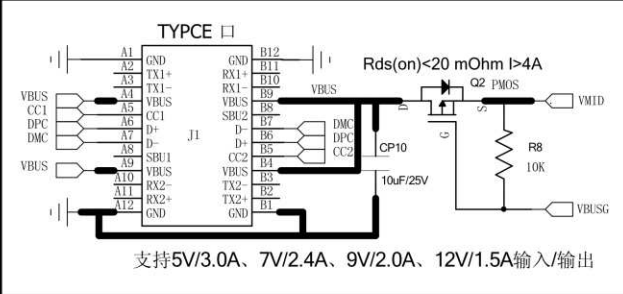 TYPCE 口
A1 GND GND B12
A2 TX1+ RX1+ B11
A3 TX1- RX1- B10
VBUS A4 VBUS VBUS B9 VBUS
CC1 A5 CC1 SBU2 B8
DPC A6 D+ D- B7 DMC
DMC A7 D- D+ B6 DPC
A8 SBU1 CC2 B5 CC2
VBUS A9 VBUS VBUS B4
A10 RX2- TX2- B3
A11 RX2+ TX2+ B2
A12 GND GND B1
J1
Rds(on)<20 mOhm I>4A
Q2 PMOS
D S
G
VMID
CP10
10uF/25V
R8
10K
VBUSG
支持5V/3.0A、7V/2.4A、9V/2.0A、12V/1.5A输入/输出